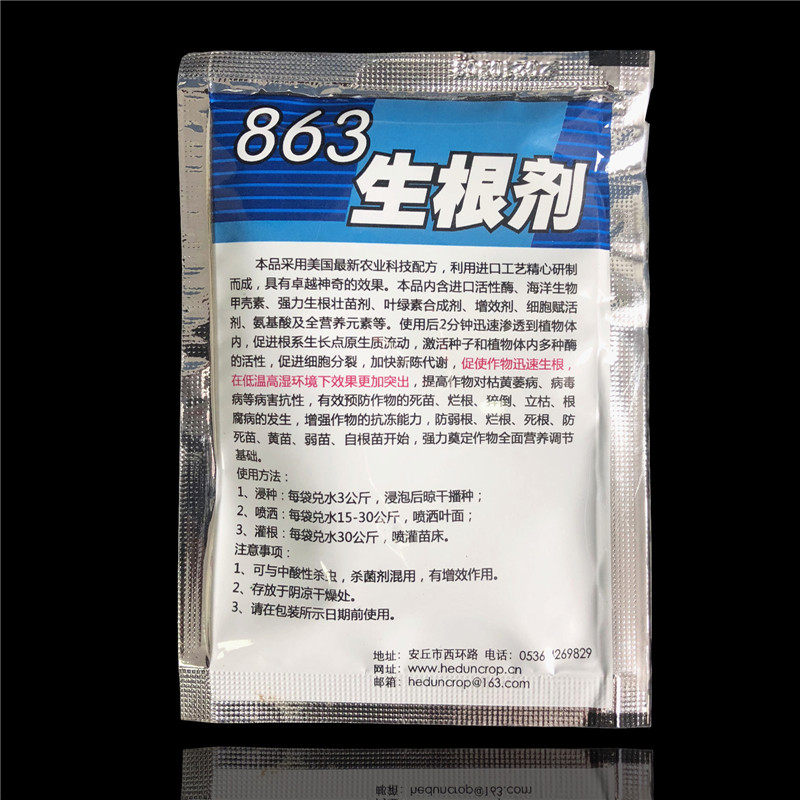 863
生根剂
本品采用美国最新农业科技配方，利用进口工艺精心研制
而成，具有卓越神奇的效果。本品内含进口活性酶、海洋生物
甲壳素、强力生根壮苗剂、叶绿素合成剂、增效剂、细胞赋活
剂、氨基酸及全营养元素等。使用后2分钟迅速渗透到植物体
内，促进根系生长点原生质流动，激活种子和植物体内多种酶
的活性，促进细胞分裂，加快新陈代谢，促使作物迅速生根，
在低温高湿环境下效果更加突出，提高作物对枯黄萎病、病毒
病等病害抗性，有效预防作物的死苗、烂根、猝倒、立枯、根
腐病的发生，增强作物的抗冻能力，防弱根、烂根、死根、防
死苗、黄苗、弱苗、自根苗开始，强力奠定作物全面营养调节
基础。
使用方法：
1、浸种：每袋兑水3公斤，浸泡后晾干播种；
2、喷洒：每袋兑水15-30公斤，喷洒叶面；
3、灌根：每袋兑水30公斤，喷灌苗床。
注意事项：
1、可与中酸性杀虫，杀菌剂混用，有增效作用。
2、存放于阴凉干燥处。
3、请在包装所示日期前使用。
地址：安丘市西环路 电话：0536 4269829
网址：www.heduncrop.cn
邮箱：heduncrop@163.com